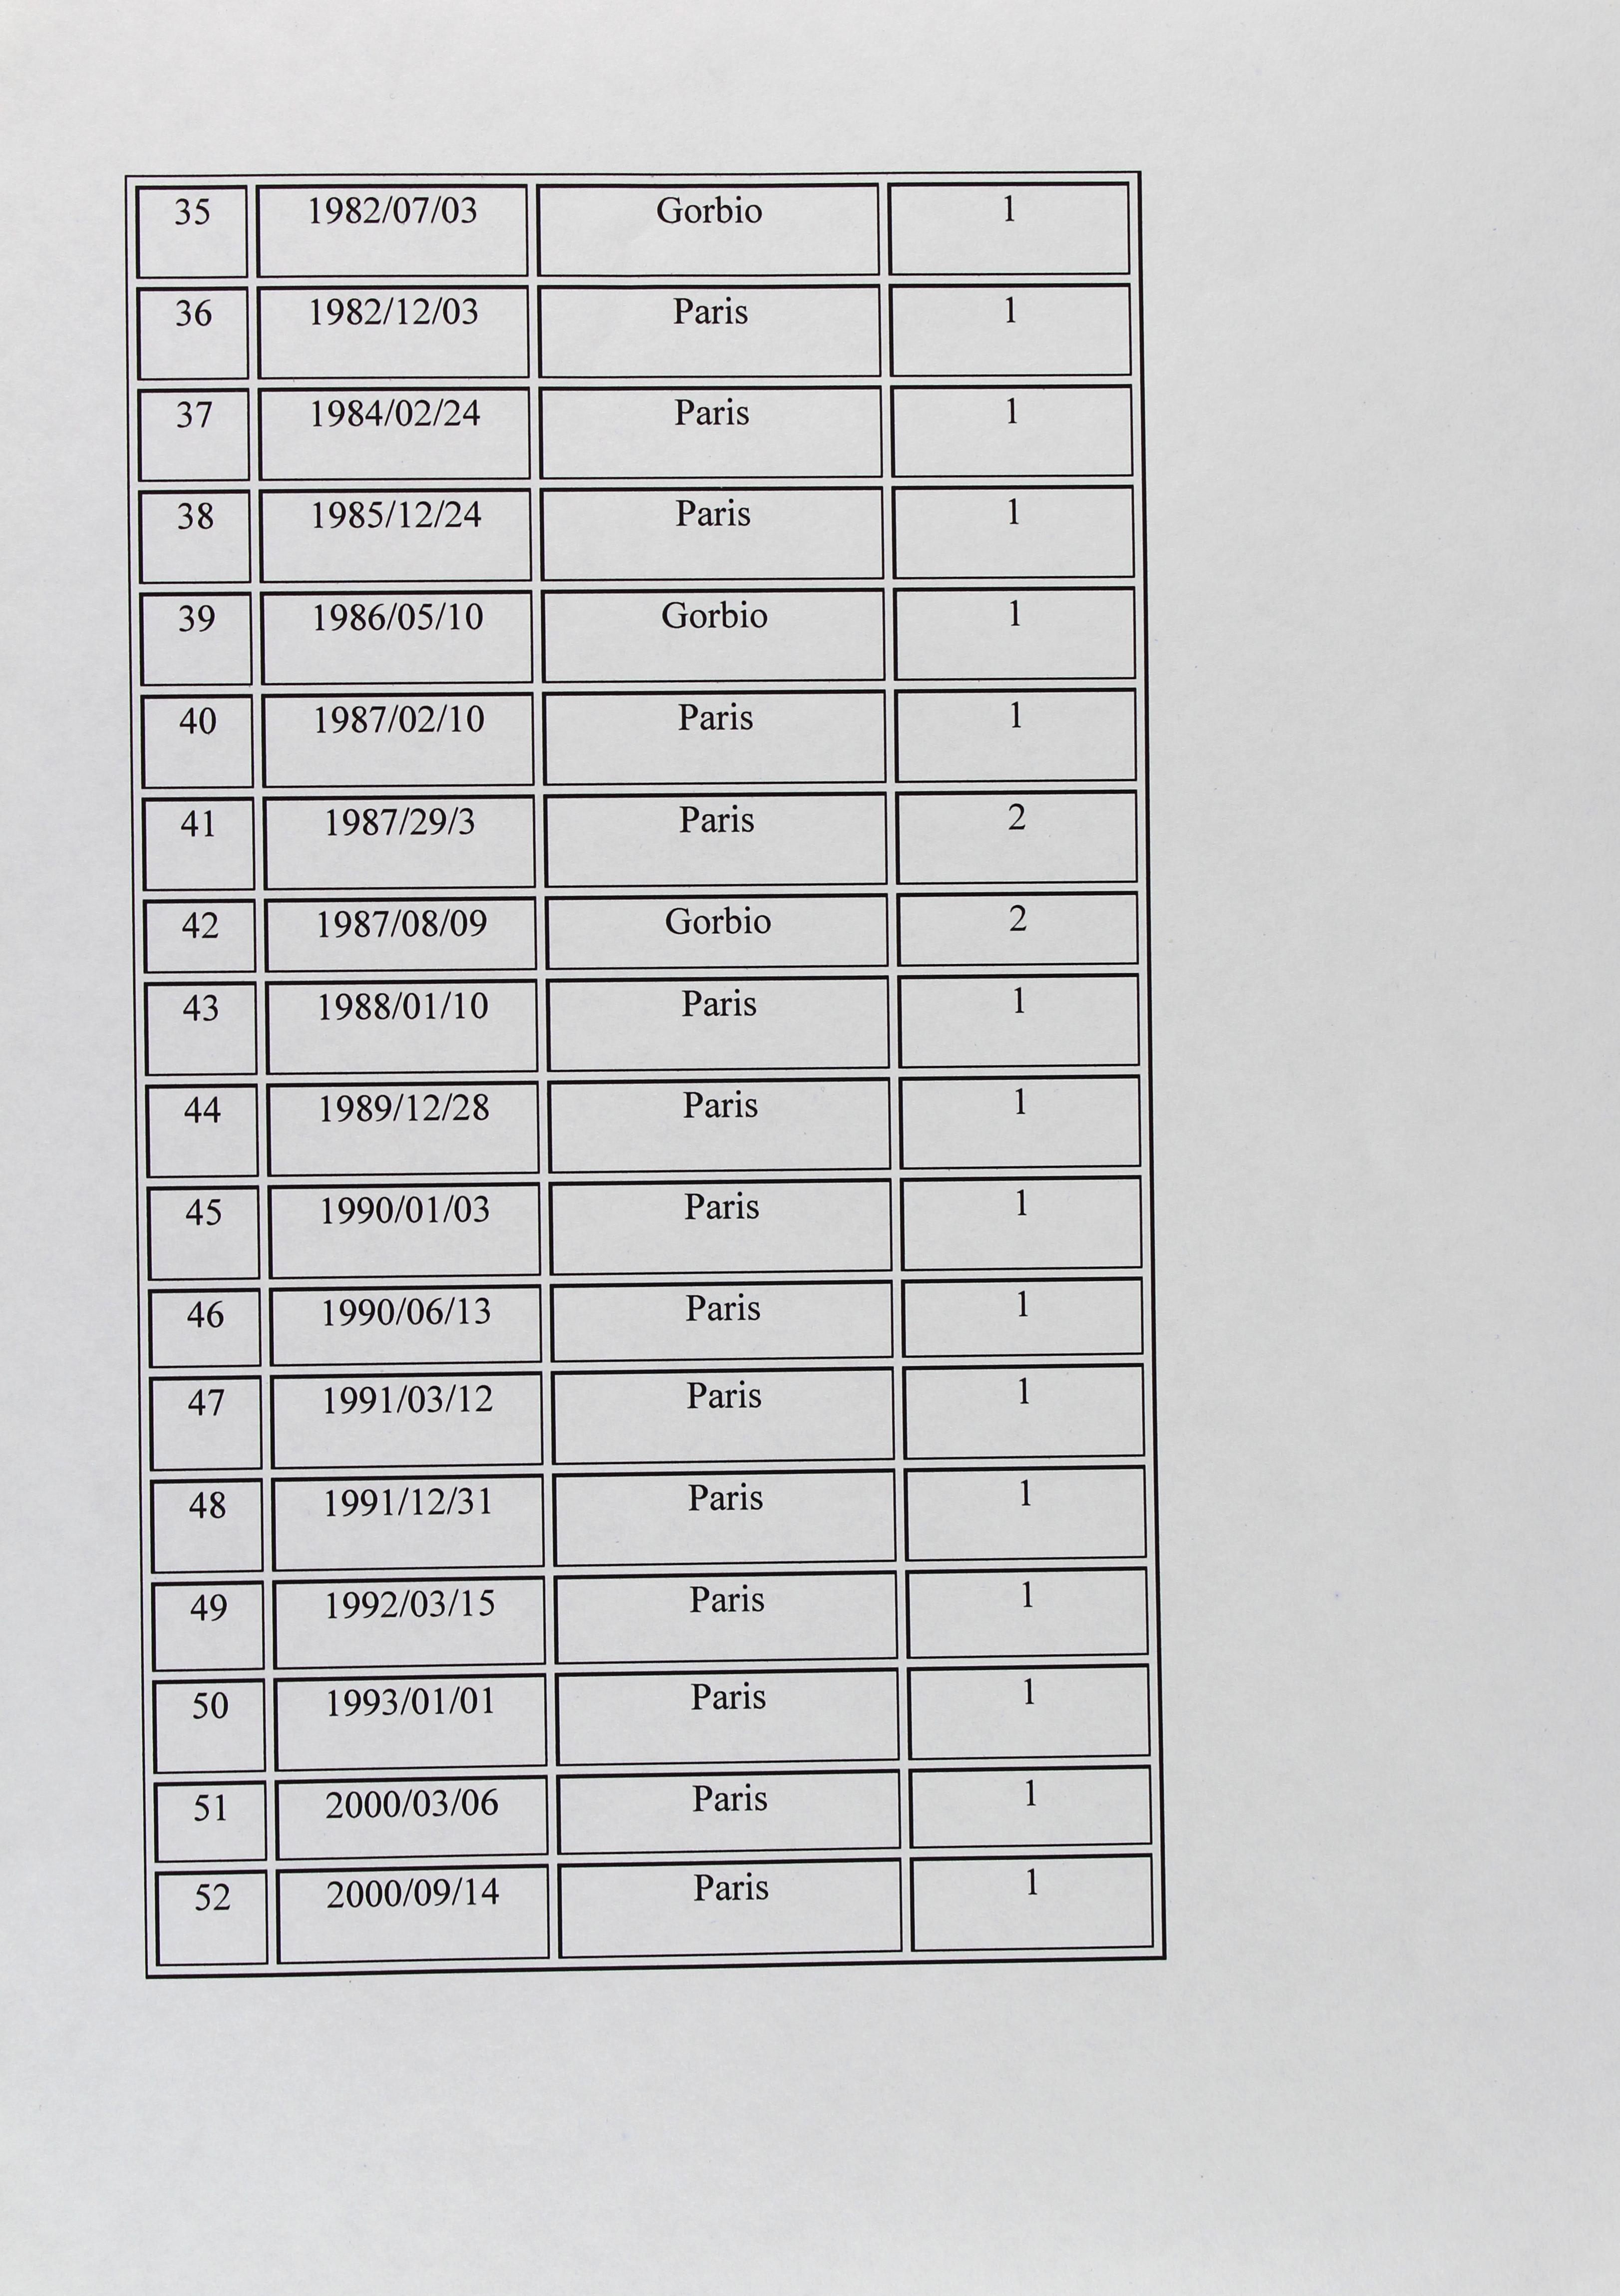 35 1982/07/03 Gorbio 1
36 1982/12/03 Paris 1
37 1984/02/24 Paris 1
38 1985/12/24 Paris 1
39 1986/05/10 Gorbio 1
40 1987/02/10 Paris 1
41 1987/29/3 Paris 2
42 1987/08/09 Gorbio 2
43 1988/01/10 Paris 1
44 1989/12/28 Paris 1
45 1990/01/03 Paris 1
46 1990/06/13 Paris 1
47 1991/03/12 Paris 1
48 1991/12/31 Paris 1
49 1992/03/15 Paris 1
50 1993/01/01 Paris 1
51 2000/03/06 Paris 1
52 2000/09/14 Paris 1